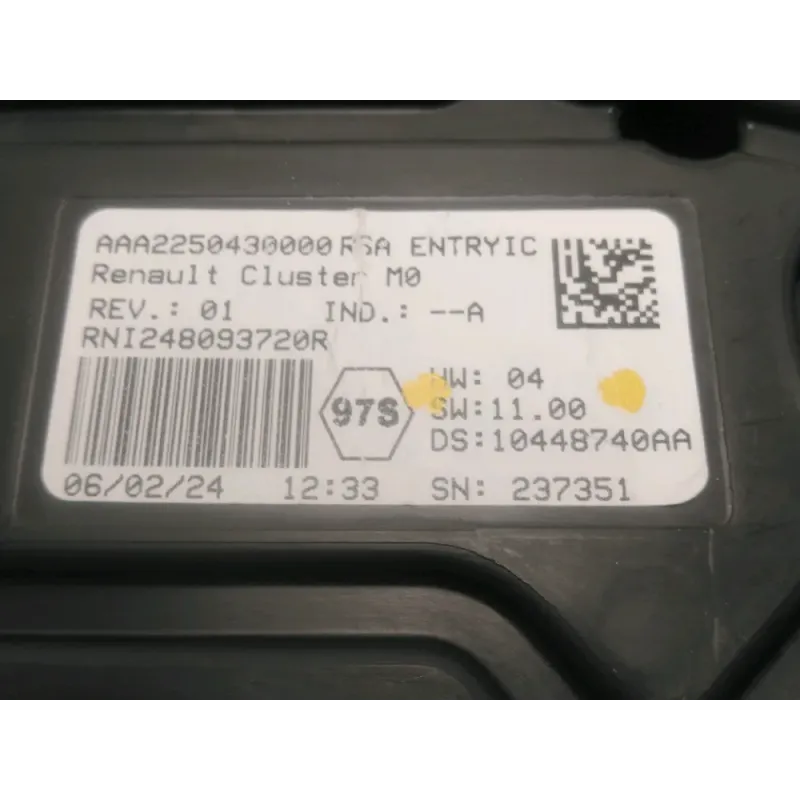 AAA2250430000 RSA ENTRYIC
Renault Cluster M0
REV.: 01 IND.: --A
RNI248093720R
97S
HW: 04
SW:11.00
DS:10448740AA
06/02/24 12:33 SN: 237351